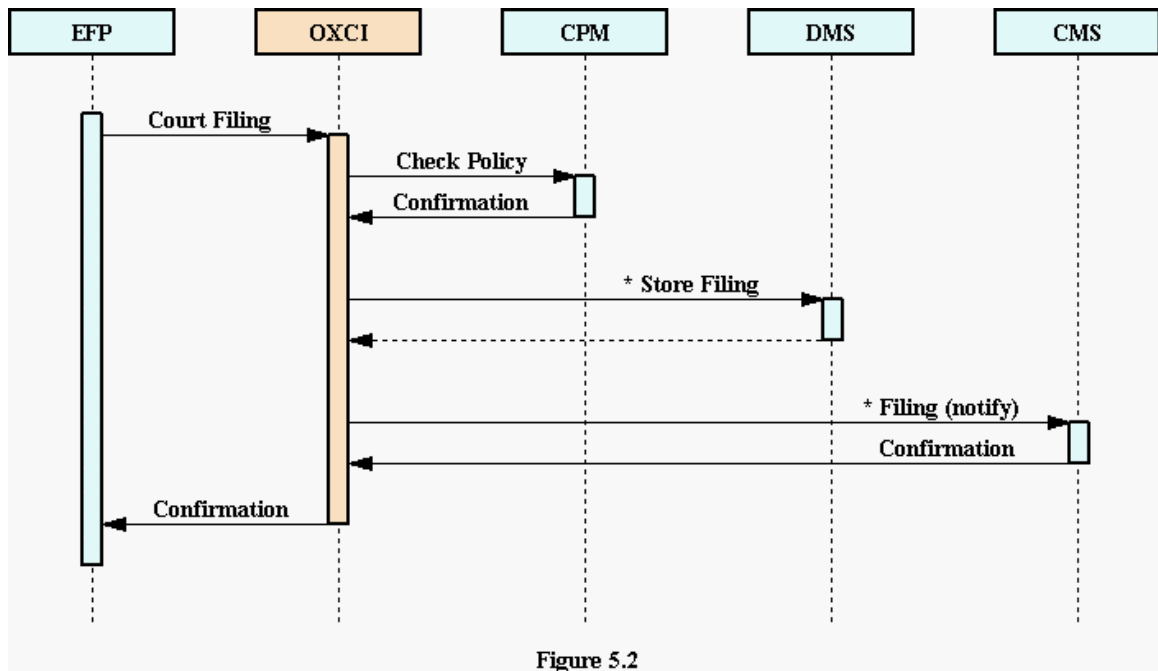 EFP
OXCI
CPM
DMS
CMS
Court Filing
Check Policy
Confirmation
* Store Filing
* Filing (notify)
Confirmation
Confirmation
Figure 5.2